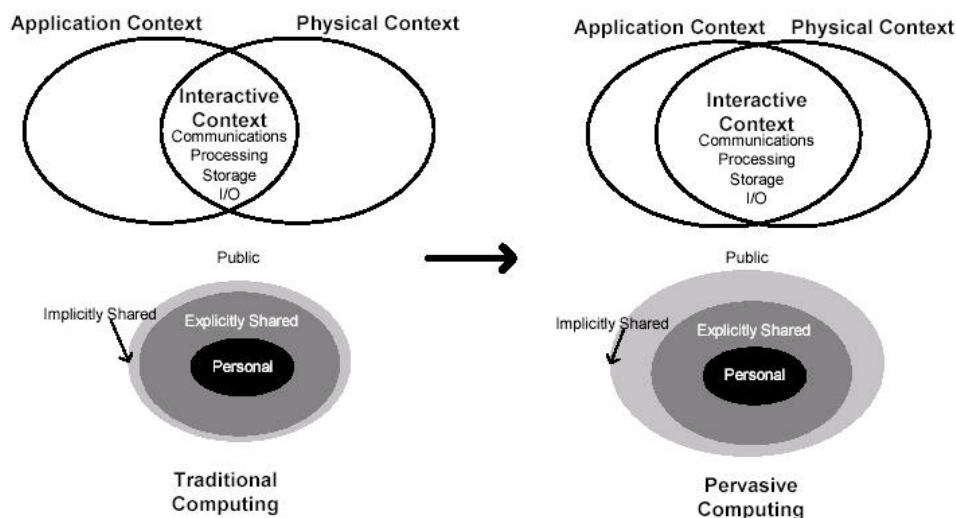 Application Context
Physical Context
Interactive
Context
Communications
Processing
Storage
I/O
Public
Implicitly Shared
Explicitly Shared
Personal
Traditional
Computing
Application Context
Physical Context
Interactive
Context
Communications
Processing
Storage
I/O
Public
Implicitly Shared
Explicitly Shared
Personal
Pervasive
Computing